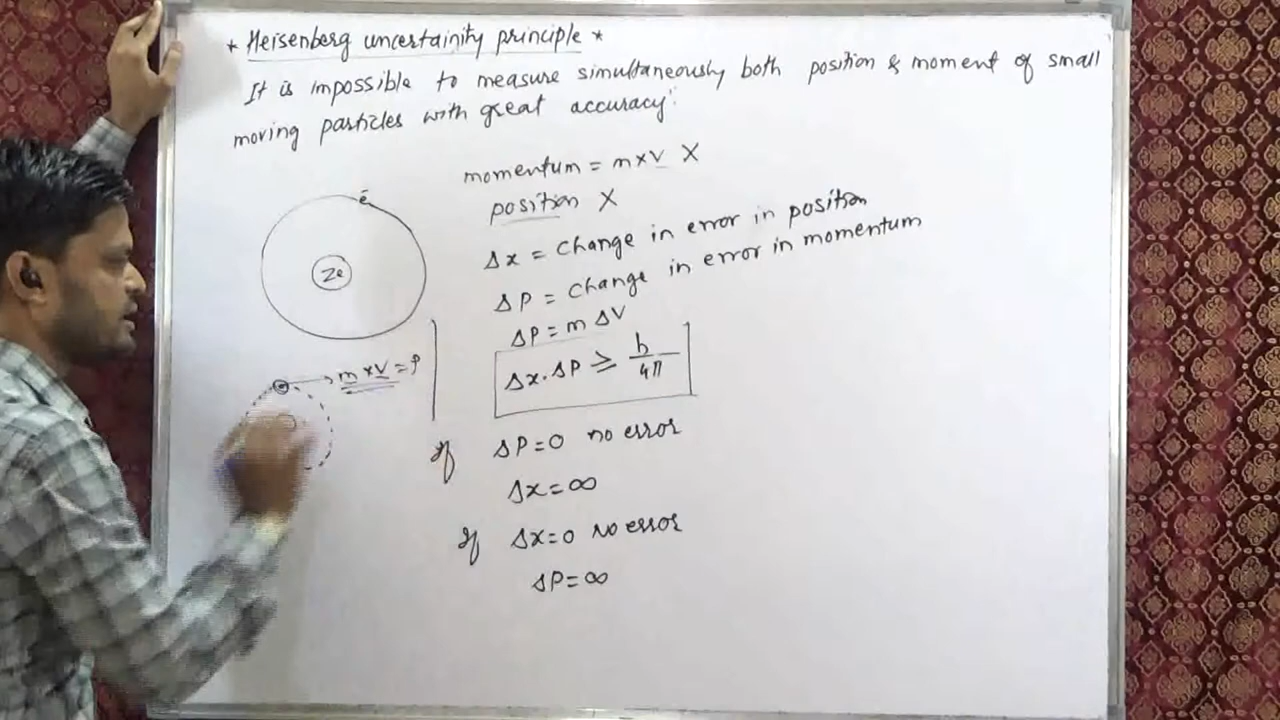 * Heisenberg uncertainity principle *
It is impossible to measure simultaneously both position & moment of small
moving particles with great accuracy".
momentum = m×v X
position X
ē
Ze
Δx = Change in error in position
ΔP = Change in error in momentum
ΔP = m ΔV
Δx.ΔP ≥ h/4π
m×v = P
If ΔP=0 no error
Δx=∞
If Δx=0 No error
ΔP=∞